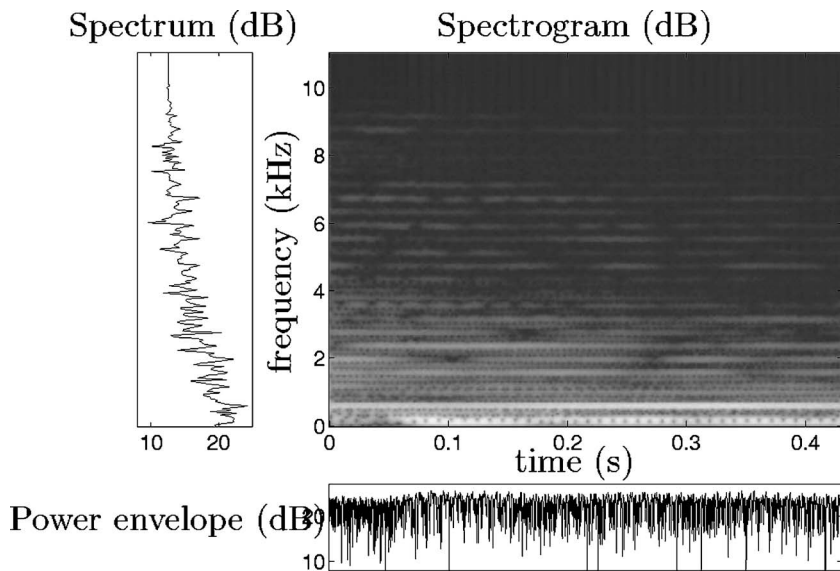 Spectrum (dB)
Spectrogram (dB)
10
8
6
4
2
0
frequency (kHz)
10 20
0 0.1 0.2 0.3 0.4
time (s)
Power envelope (dB)
20
10